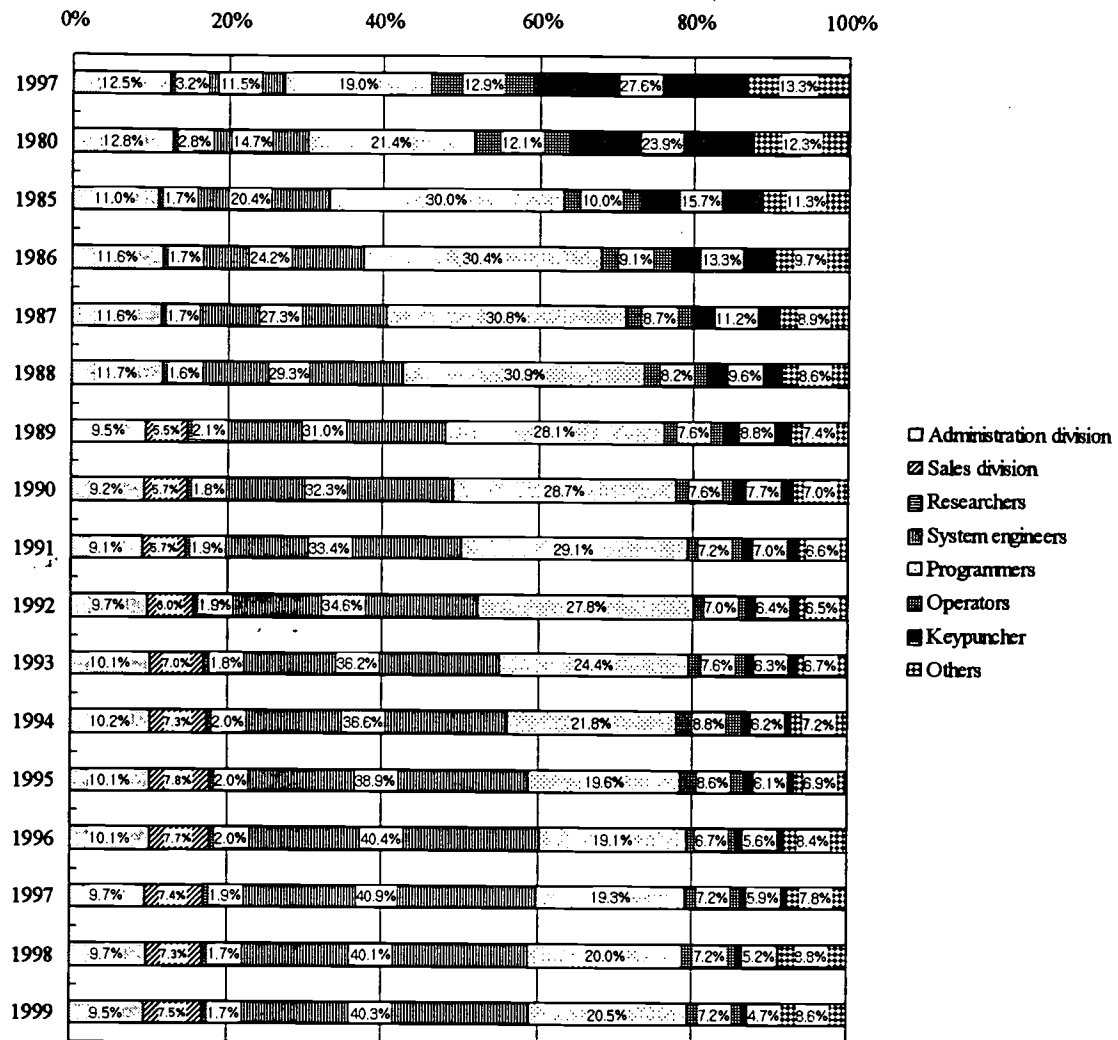 0% 20% 40% 60% 80% 100%
1997 12.5% 3.2% 11.5% 19.0% 12.9% 27.6% 13.3%
1980 12.8% 2.8% 14.7% 21.4% 12.1% 23.9% 12.3%
1985 11.0% 1.7% 20.4% 30.0% 10.0% 15.7% 11.3%
1986 11.6% 1.7% 24.2% 30.4% 9.1% 13.3% 9.7%
1987 11.6% 1.7% 27.3% 30.8% 8.7% 11.2% 8.9%
1988 11.7% 1.6% 29.3% 30.9% 8.2% 9.6% 8.6%
1989 9.5% 5.5% 2.1% 31.0% 28.1% 7.6% 8.8% 7.4%
1990 9.2% 5.7% 1.8% 32.3% 28.7% 7.6% 7.7% 7.0%
1991 9.1% 5.7% 1.9% 33.4% 29.1% 7.2% 7.0% 6.6%
1992 9.7% 6.0% 1.9% 34.6% 27.8% 7.0% 6.4% 6.5%
1993 10.1% 7.0% 1.8% 36.2% 24.4% 7.6% 6.3% 6.7%
1994 10.2% 7.3% 2.0% 36.6% 21.8% 8.8% 6.2% 7.2%
1995 10.1% 7.8% 2.0% 38.9% 19.6% 8.6% 6.1% 6.9%
1996 10.1% 7.7% 2.0% 40.4% 19.1% 6.7% 5.6% 8.4%
1997 9.7% 7.4% 1.9% 40.9% 19.3% 7.2% 5.9% 7.8%
1998 9.7% 7.3% 1.7% 40.1% 20.0% 7.2% 5.2% 8.8%
1999 9.5% 7.5% 1.7% 40.3% 20.5% 7.2% 4.7% 8.6%
Administration division
Sales division
Researchers
System engineers
Programmers
Operators
Keypuncher
Others